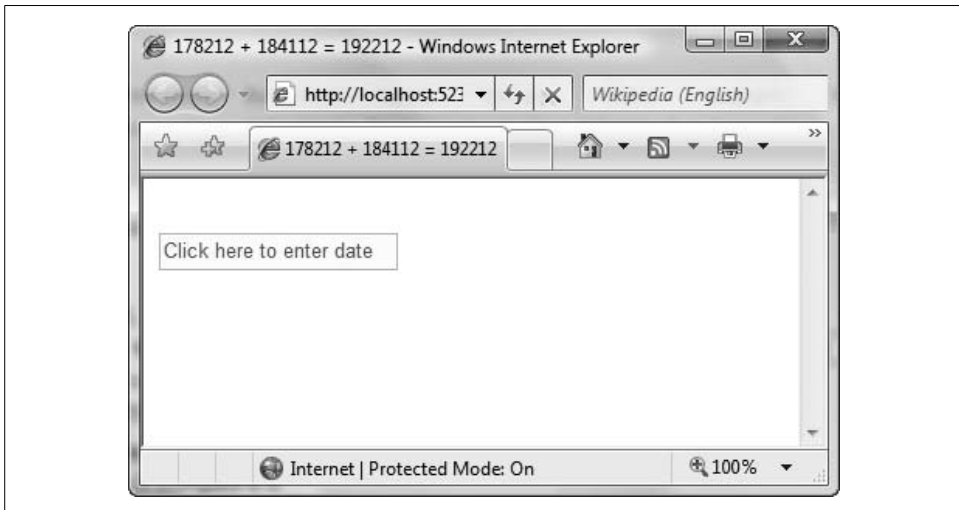 178212 + 184112 = 192212 - Windows Internet Explorer
http://localhost:523
Wikipedia (English)
178212 + 184112 = 192212
Click here to enter date
Internet | Protected Mode: On
100%